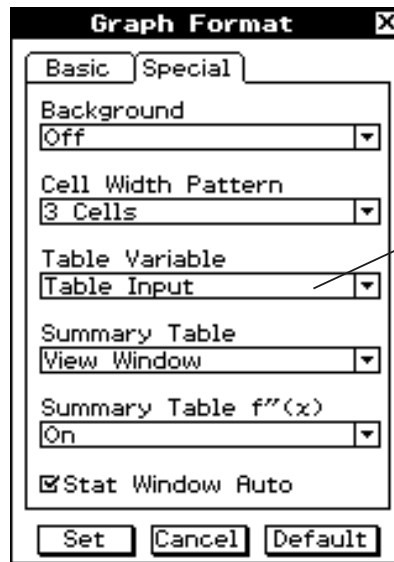 Graph Format
Basic Special
Background
Off
Cell Width Pattern
3 Cells
Table Variable
Table Input
Summary Table
View Window
Summary Table f″(x)
On
Stat Window Auto
Set Cancel Default